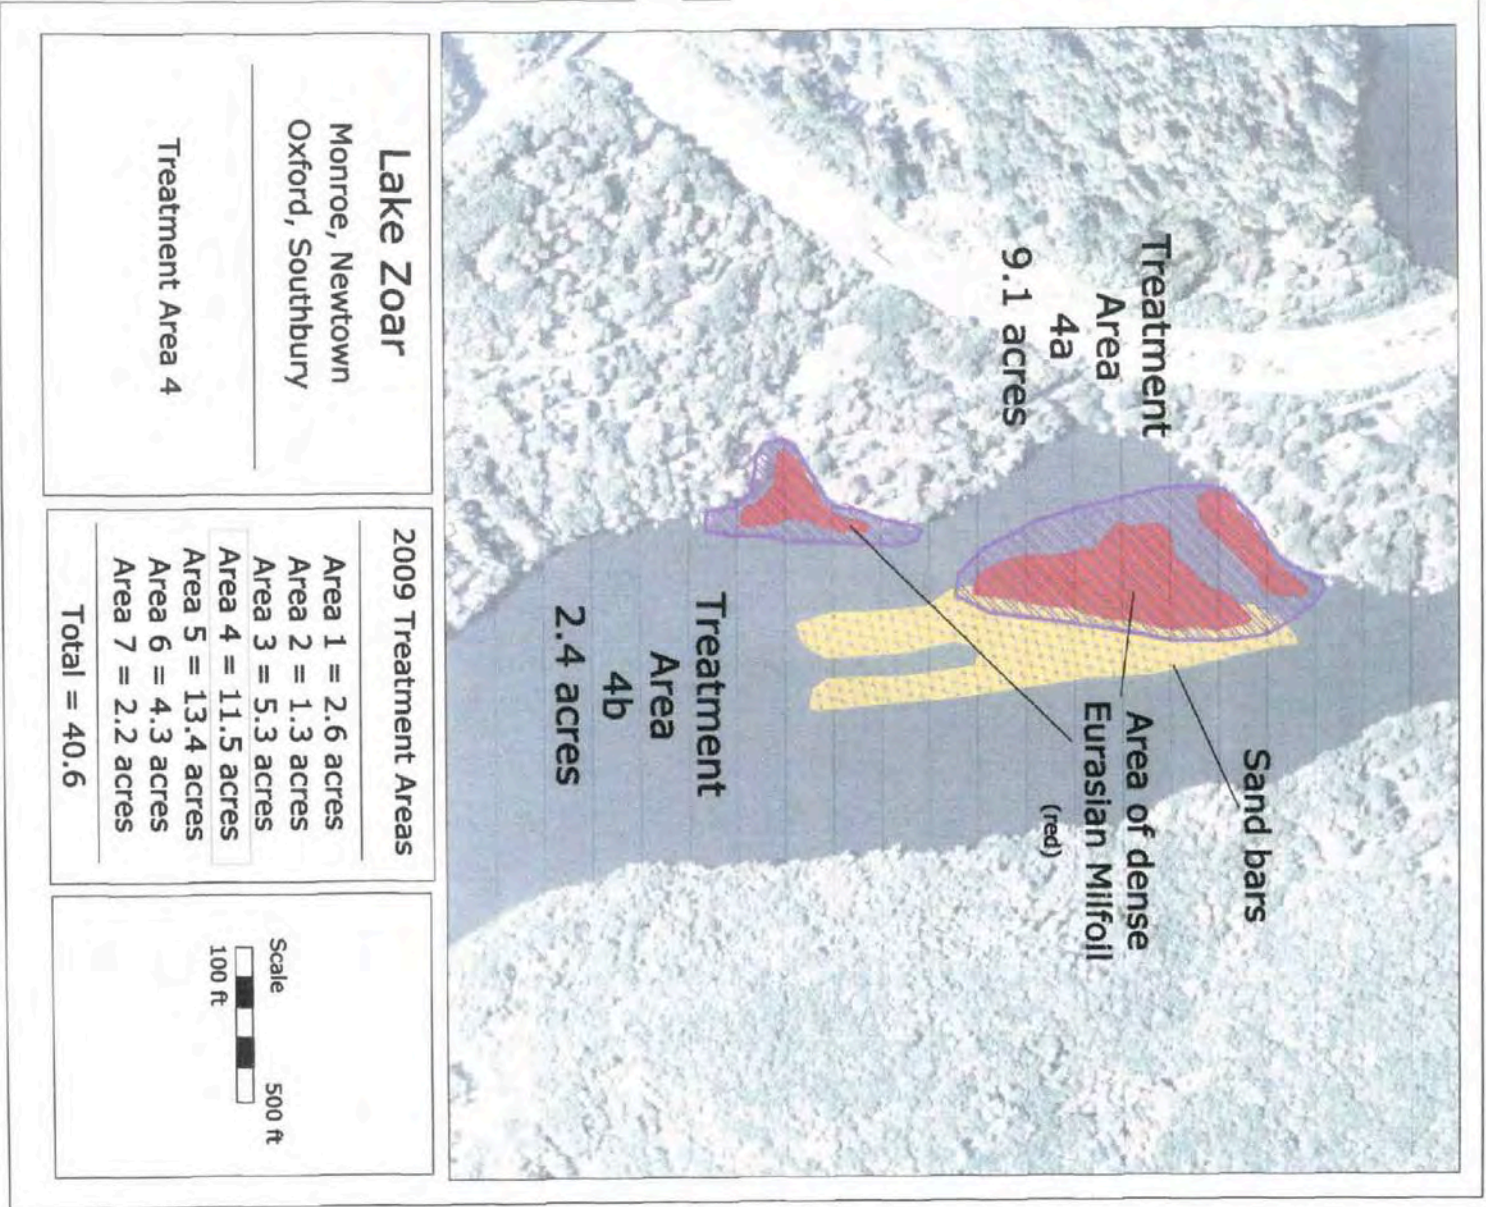 Treatment
Area
4a
9.1 acres
Sand bars
Area of dense
Eurasian Milfoil
(red)
Treatment
Area
4b
2.4 acres
Lake Zoar
Monroe, Newtown
Oxford, Southbury
Treatment Area 4
2009 Treatment Areas
Area 1 = 2.6 acres
Area 2 = 1.3 acres
Area 3 = 5.3 acres
Area 4 = 11.5 acres
Area 5 = 13.4 acres
Area 6 = 4.3 acres
Area 7 = 2.2 acres
Total = 40.6
Scale
500 ft
100 ft